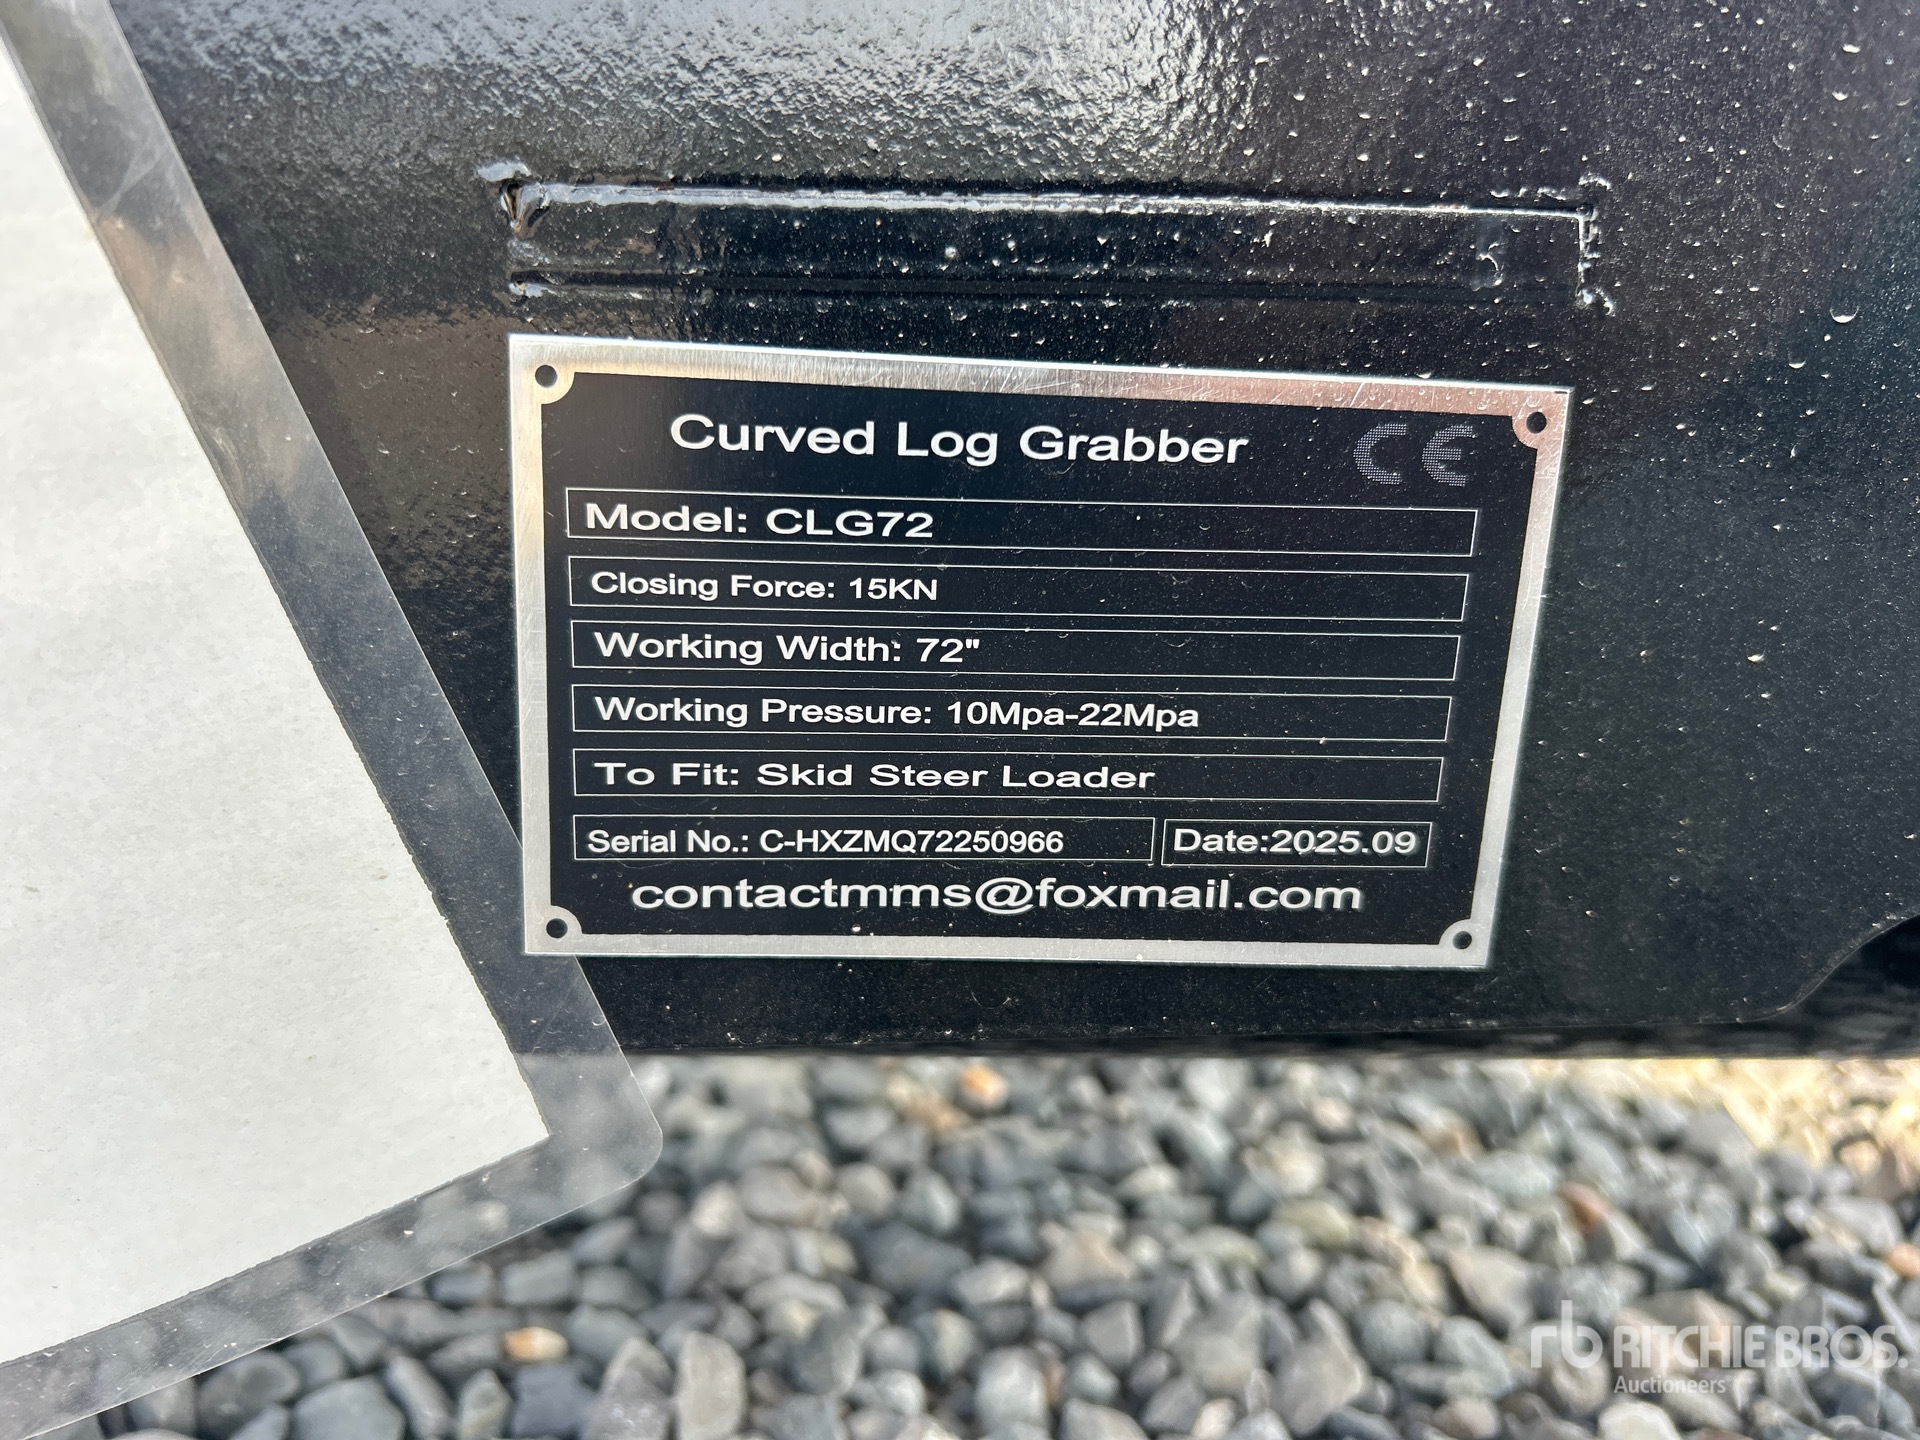 Curved Log Grabber CE
Model: CLG72
Closing Force: 15KN
Working Width: 72"
Working Pressure: 10Mpa-22Mpa
To Fit: Skid Steer Loader
Serial No.: C-HXZMQ72250966 Date:2025.09
contactmms@foxmail.com
rb RITCHIE BROS.
Auctioneers